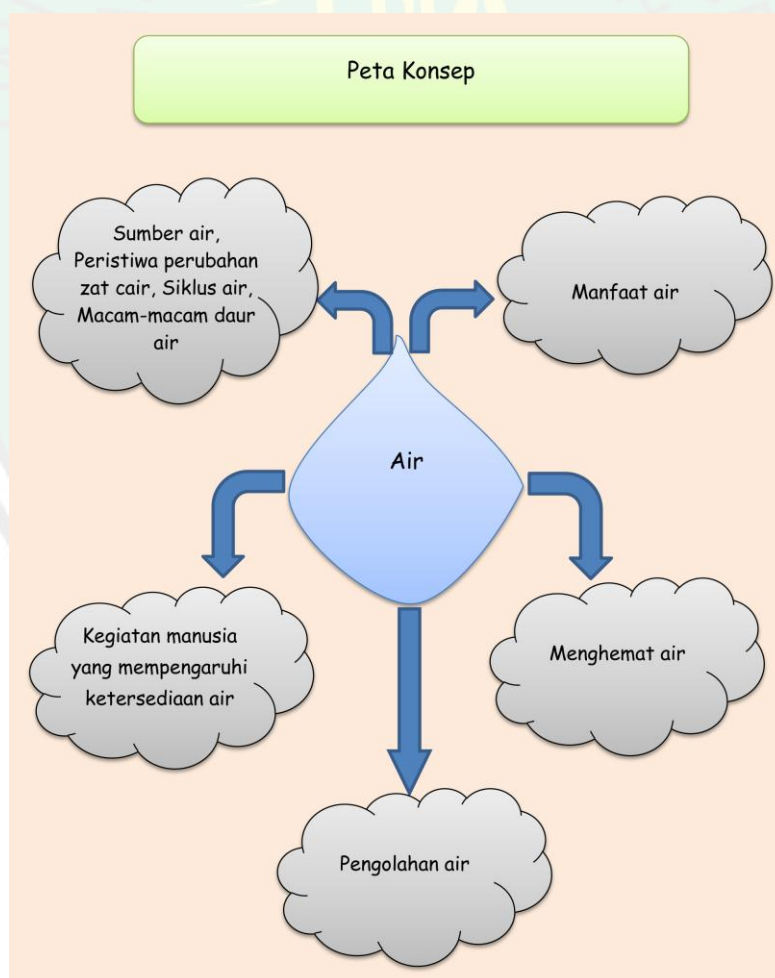 Peta Konsep
Sumber air,
Peristiwa perubahan
zat cair, Siklus air,
Macam-macam daur
air
Manfaat air
Air
Kegiatan manusia
yang mempengaruhi
ketersediaan air
Menghemat air
Pengolahan air